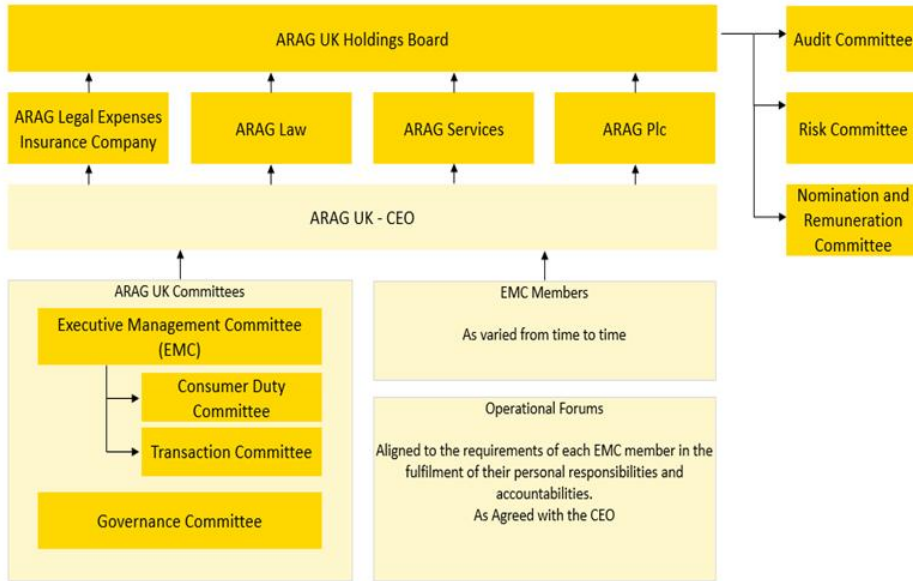 ARAG UK Holdings Board
Audit Committee
ARAG Legal Expenses
Insurance Company
ARAG Law
ARAG Services
ARAG Plc
Risk Committee
ARAG UK - CEO
Nomination and
Remuneration
Committee
ARAG UK Committees
Executive Management Committee
(EMC)
Consumer Duty
Committee
Transaction Committee
Governance Committee
EMC Members
As varied from time to time
Operational Forums
Aligned to the requirements of each EMC member in the
fulfilment of their personal responsibilities and
accountabilities.
As Agreed with the CEO